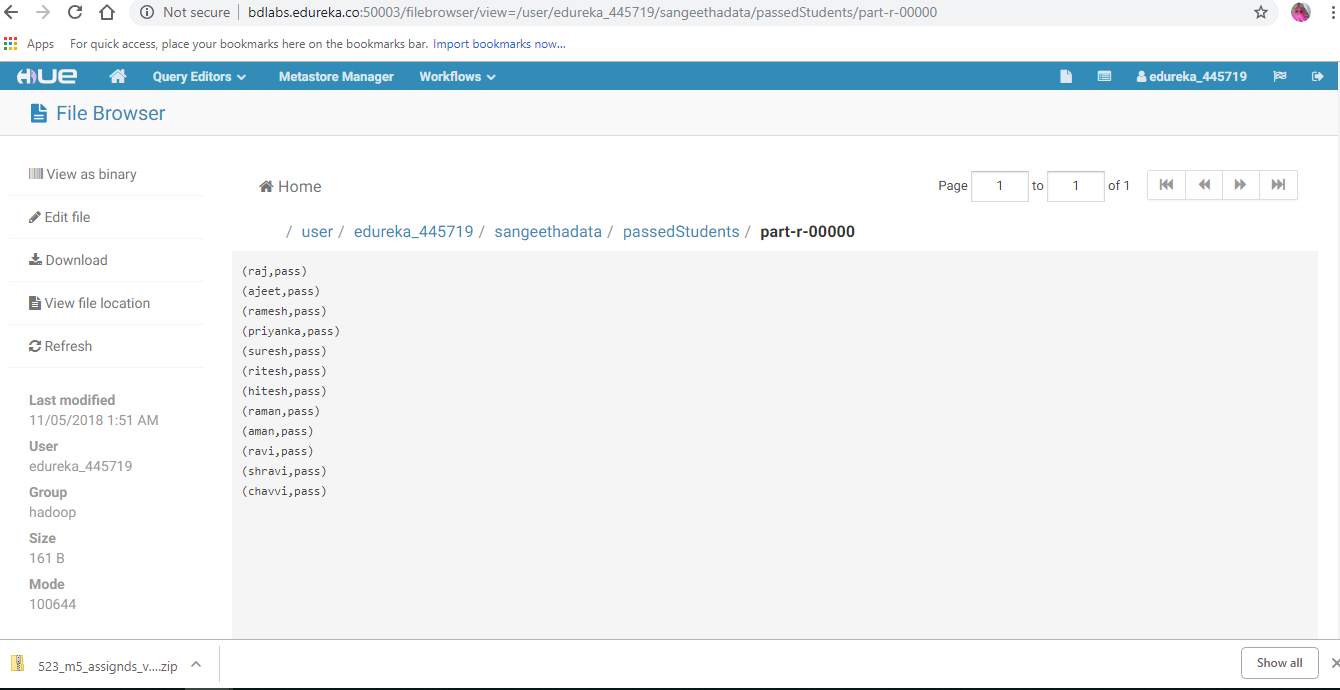 Not secure | bdlabs.edureka.co:50003/filebrowser/view=/user/edureka_445719/sangeethadata/passedStudents/part-r-00000
Apps For quick access, place your bookmarks here on the bookmarks bar. Import bookmarks now...
HUE Query Editors Metastore Manager Workflows edureka_445719
File Browser
View as binary
Edit file
Download
View file location
Refresh
Last modified
11/05/2018 1:51 AM
User
edureka_445719
Group
hadoop
Size
161 B
Mode
100644
Home Page 1 to 1 of 1
/ user / edureka_445719 / sangeethadata / passedStudents / part-r-00000
(raj,pass)
(ajeet,pass)
(ramesh,pass)
(priyanka,pass)
(suresh,pass)
(ritesh,pass)
(hitesh,pass)
(raman,pass)
(aman,pass)
(ravi,pass)
(shravi,pass)
(chavvi,pass)
523_m5_assignds_v....zip Show all